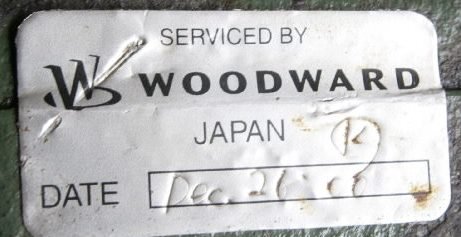 SERVICED BY
WOODWARD
JAPAN K
DATE Dec. 26